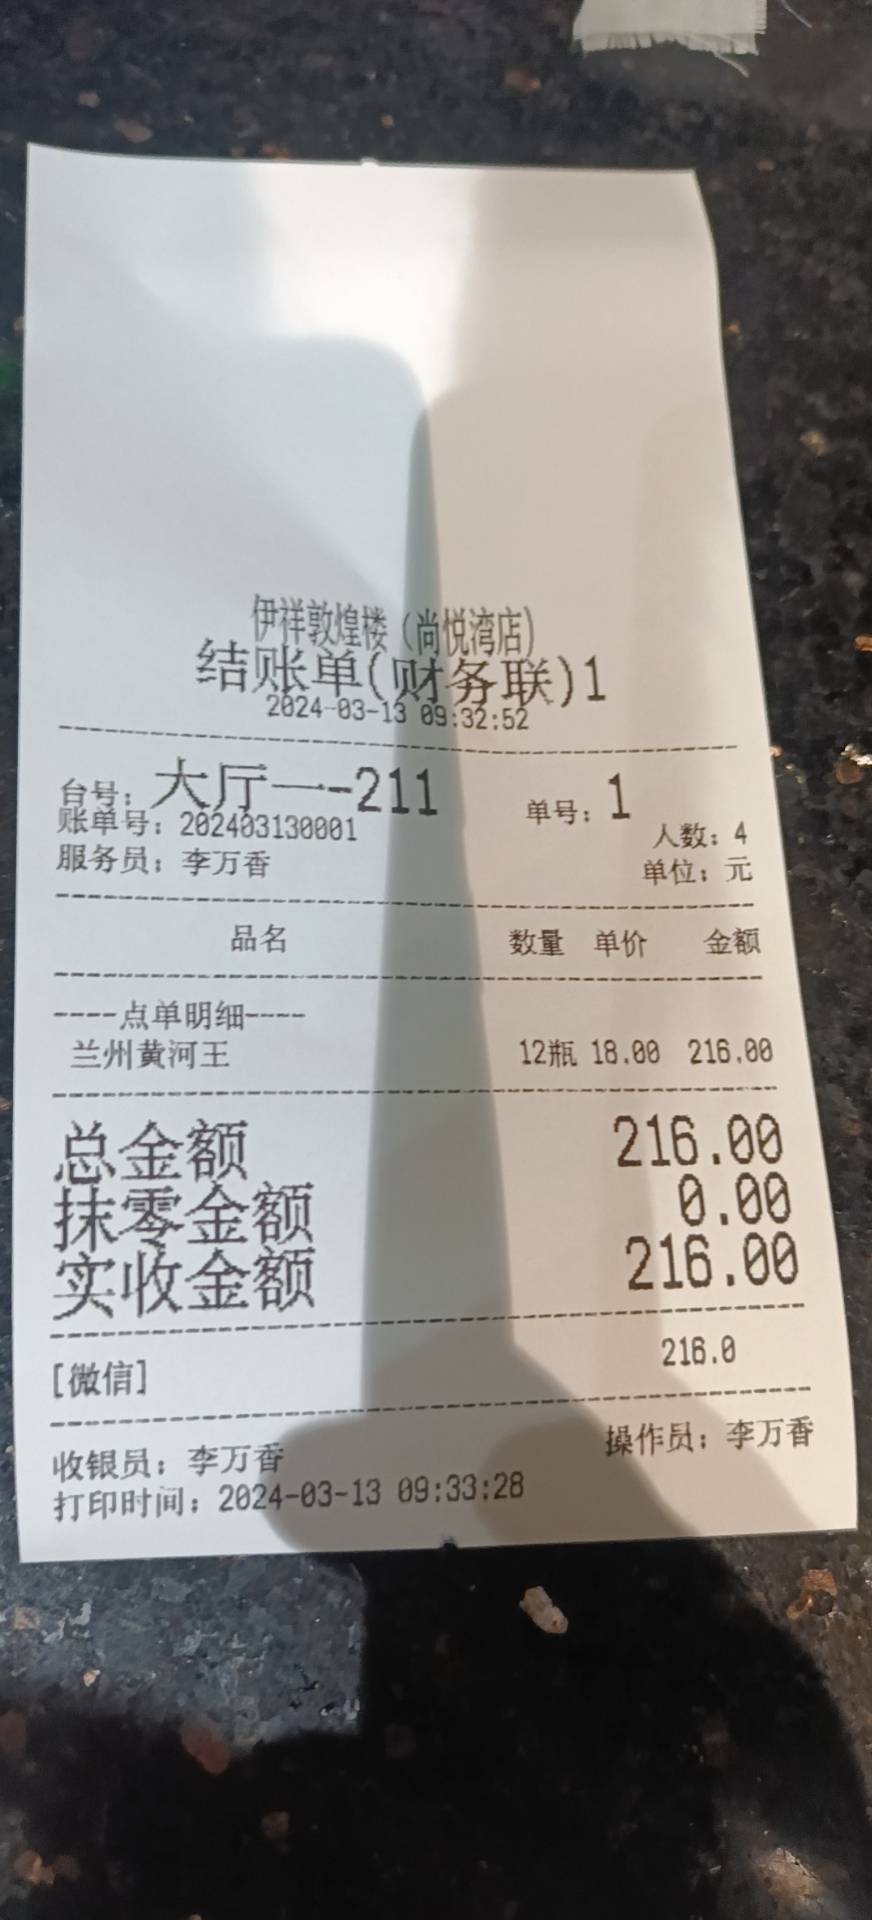 伊祥敦煌楼（尚悦湾店）
结账单(财务联)1
2024-03-13 09:32:52
台号：大厅一-211 单号：1
账单号：202403130001 人数：4
服务员：李万香 单位：元
品名 数量 单价 金额
----点单明细----
兰州黄河王 12瓶 18.00 216.00
总金额 216.00
抹零金额 0.00
实收金额 216.00
[微信] 216.0
收银员：李万香 操作员：李万香
打印时间：2024-03-13 09:33:28